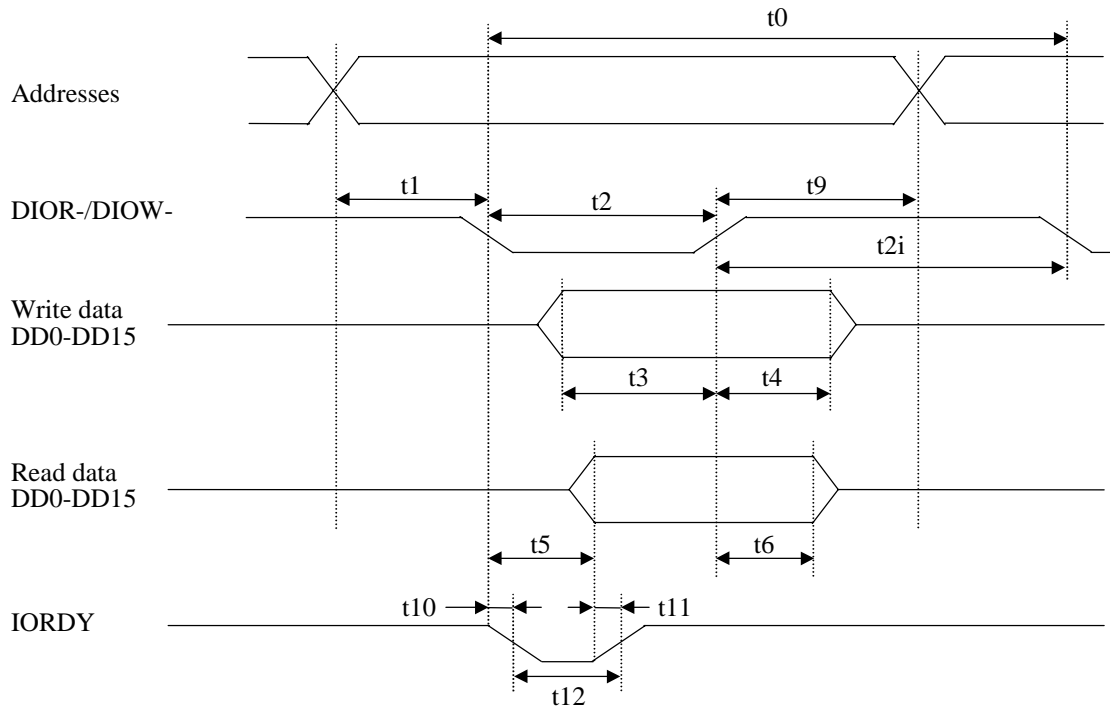 t0
Addresses
t1
t2
t9
DIOR-/DIOW-
t2i
Write data
DD0-DD15
t3
t4
Read data
DD0-DD15
t5
t6
t10
t11
IORDY
t12